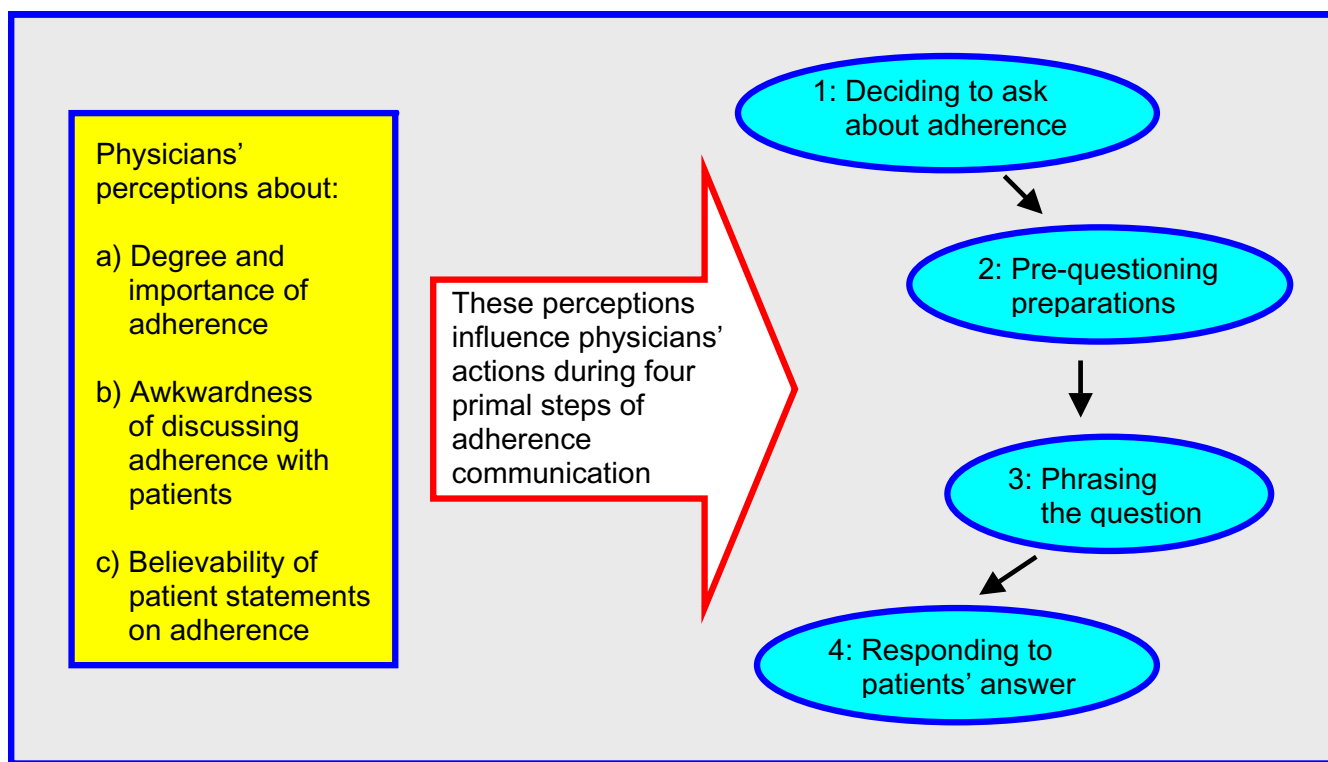 Physicians’
perceptions about:
a) Degree and
importance of
adherence
b) Awkwardness
of discussing
adherence with
patients
c) Believability of
patient statements
on adherence
These perceptions
influence physicians’
actions during four
primal steps of
adherence
communication
1: Deciding to ask
about adherence
2: Pre-questioning
preparations
3: Phrasing
the question
4: Responding to
patients’ answer